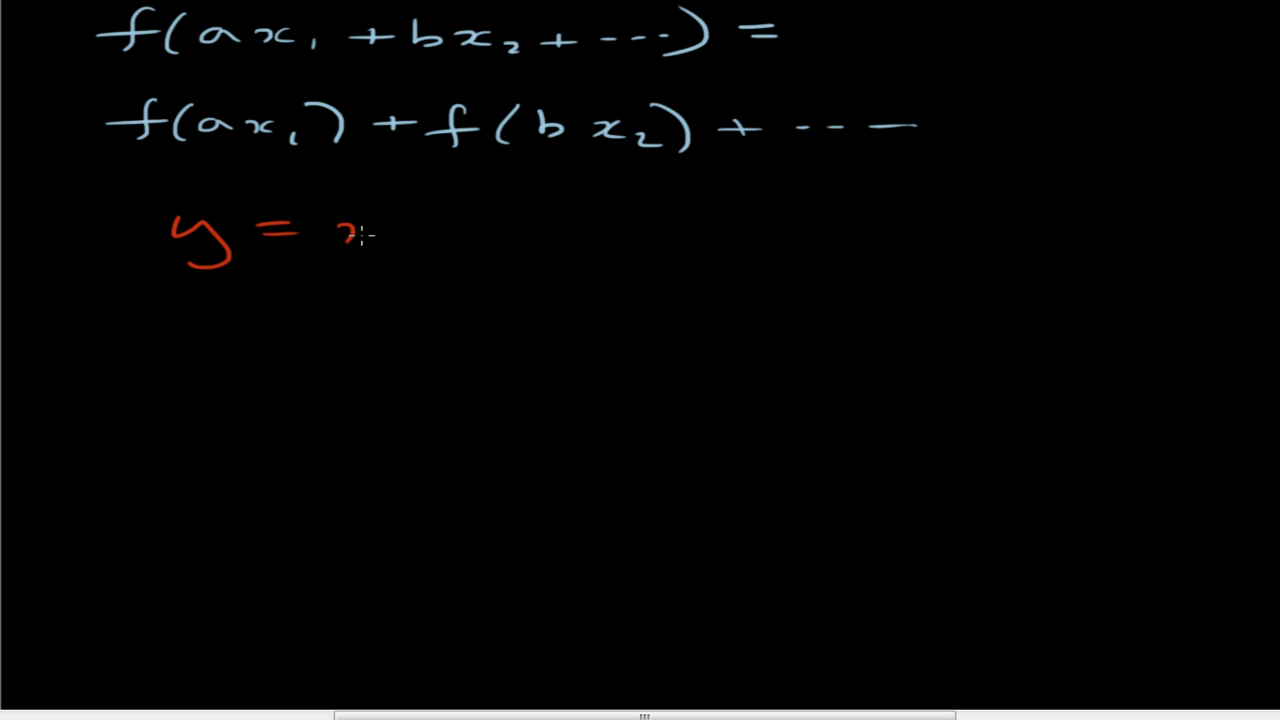 f(ax₁ + bx₂ + ---) =
f(ax₁) + f(bx₂) + ---
y =